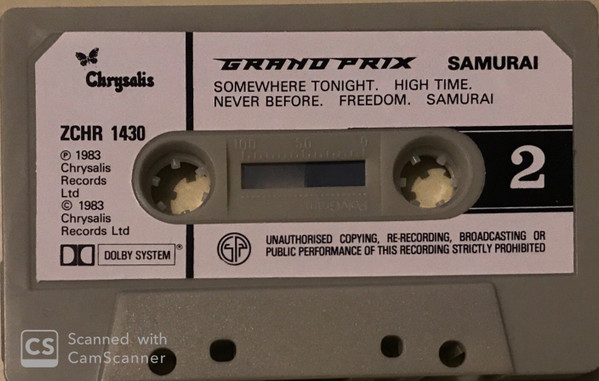 Chrysalis
GRAND PRIX SAMURAI
SOMEWHERE TONIGHT. HIGH TIME.
NEVER BEFORE. FREEDOM. SAMURAI
ZCHR 1430
℗ 1983
Chrysalis
Records
Ltd
© 1983
Chrysalis
Records Ltd
DOLBY SYSTEM®
100 50 0
2
UNAUTHORISED COPYING, RE-RECORDING, BROADCASTING OR
PUBLIC PERFORMANCE OF THIS RECORDING STRICTLY PROHIBITED
CS Scanned with
CamScanner